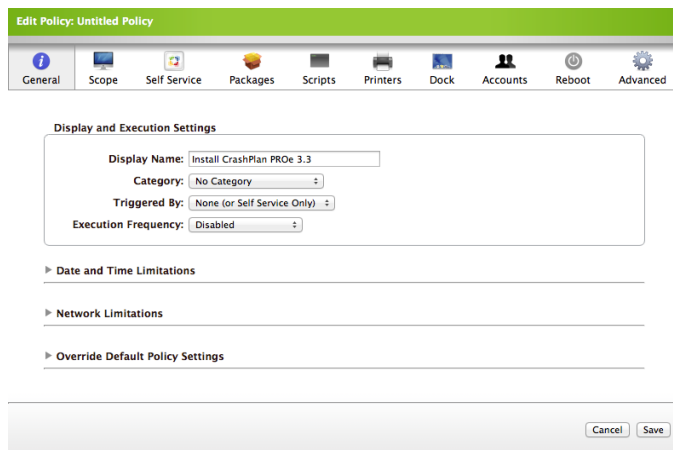 Edit Policy: Untitled Policy
General Scope Self Service Packages Scripts Printers Dock Accounts Reboot Advanced
Display and Execution Settings
Display Name: Install CrashPlan PROe 3.3
Category: No Category
Triggered By: None (or Self Service Only)
Execution Frequency: Disabled
Date and Time Limitations
Network Limitations
Override Default Policy Settings
Cancel Save